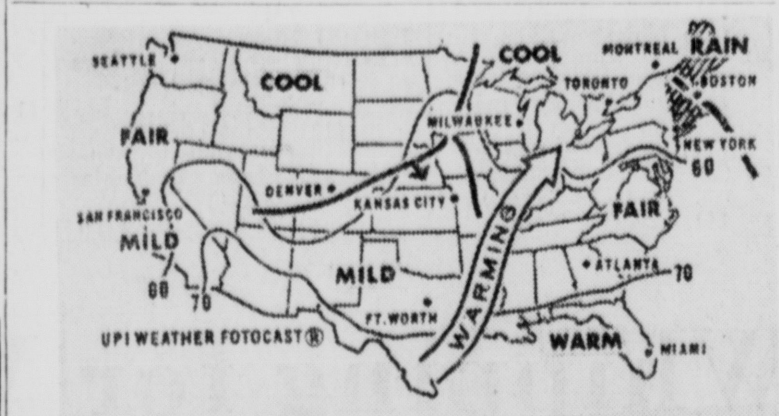 SEATTLE
COOL
COOL
MONTREAL
RAIN
TORONTO
BOSTON
FAIR
MILWAUKEE
NEW YORK
60
DENVER
KANSAS CITY
SAN FRANCISCO
MILD
FAIR
WARMING
60
70
MILD
ATLANTA
70
FT. WORTH
UPI WEATHER FOTOCAST®
WARM
MIAMI